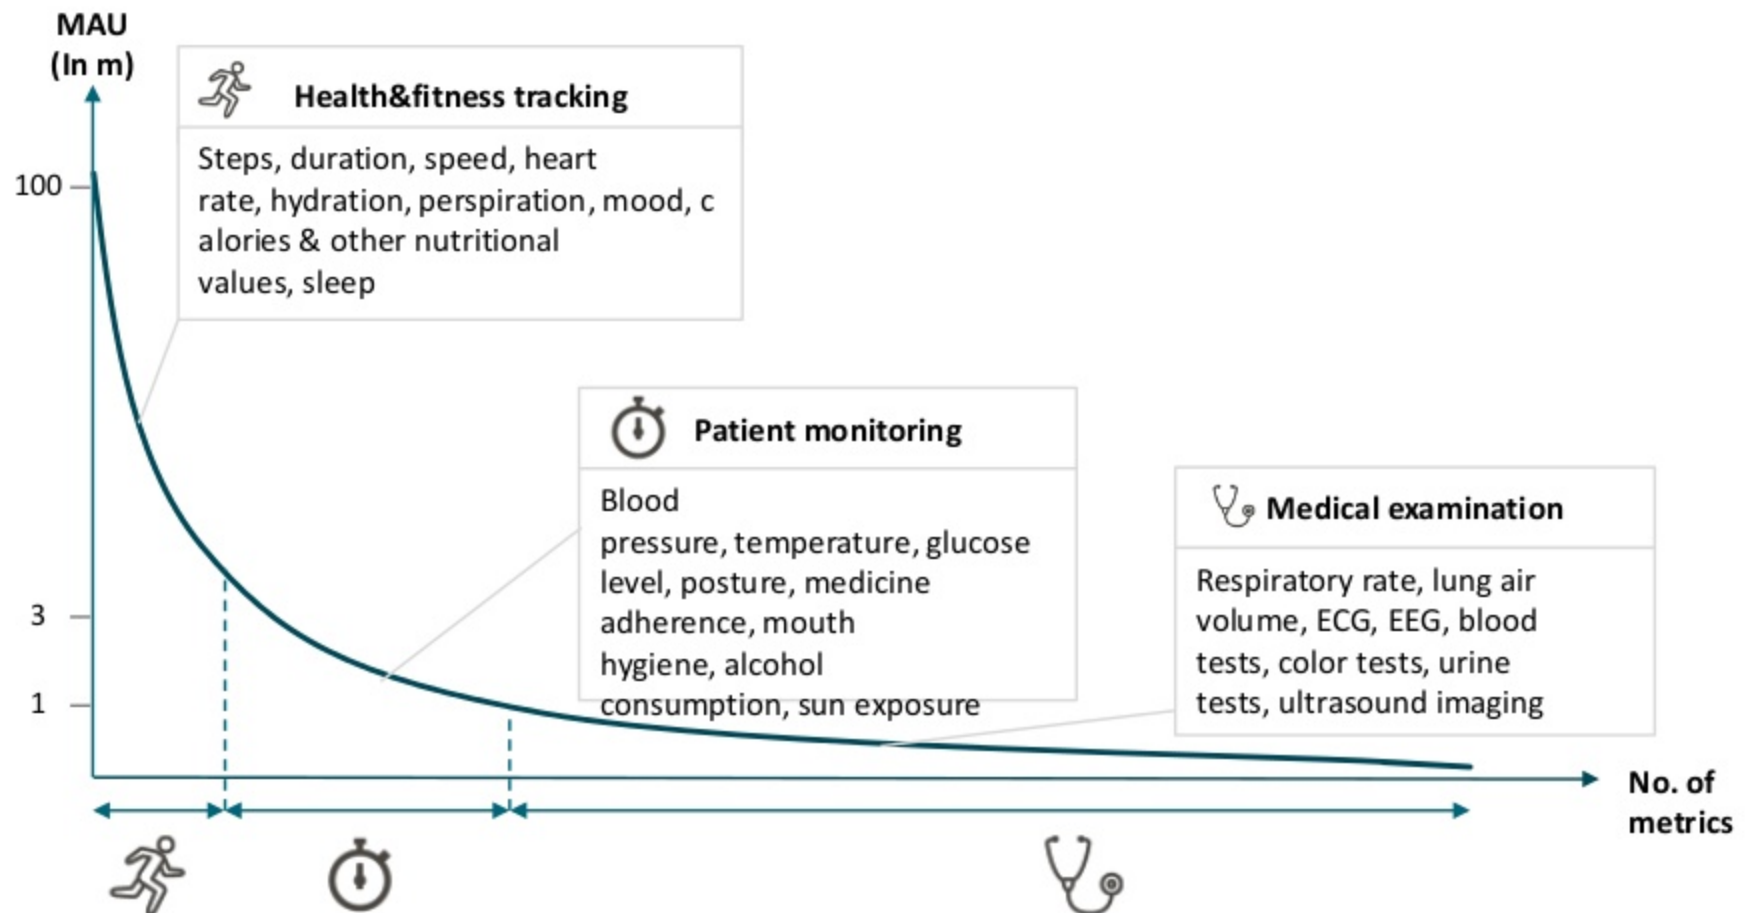 MAU
(In m)
Health&fitness tracking
Steps, duration, speed, heart
rate, hydration, perspiration, mood, c
alories & other nutritional
values, sleep
100
Patient monitoring
Blood
pressure, temperature, glucose
level, posture, medicine
adherence, mouth
hygiene, alcohol
consumption, sun exposure
Medical examination
Respiratory rate, lung air
volume, ECG, EEG, blood
tests, color tests, urine
tests, ultrasound imaging
3
1
No. of
metrics